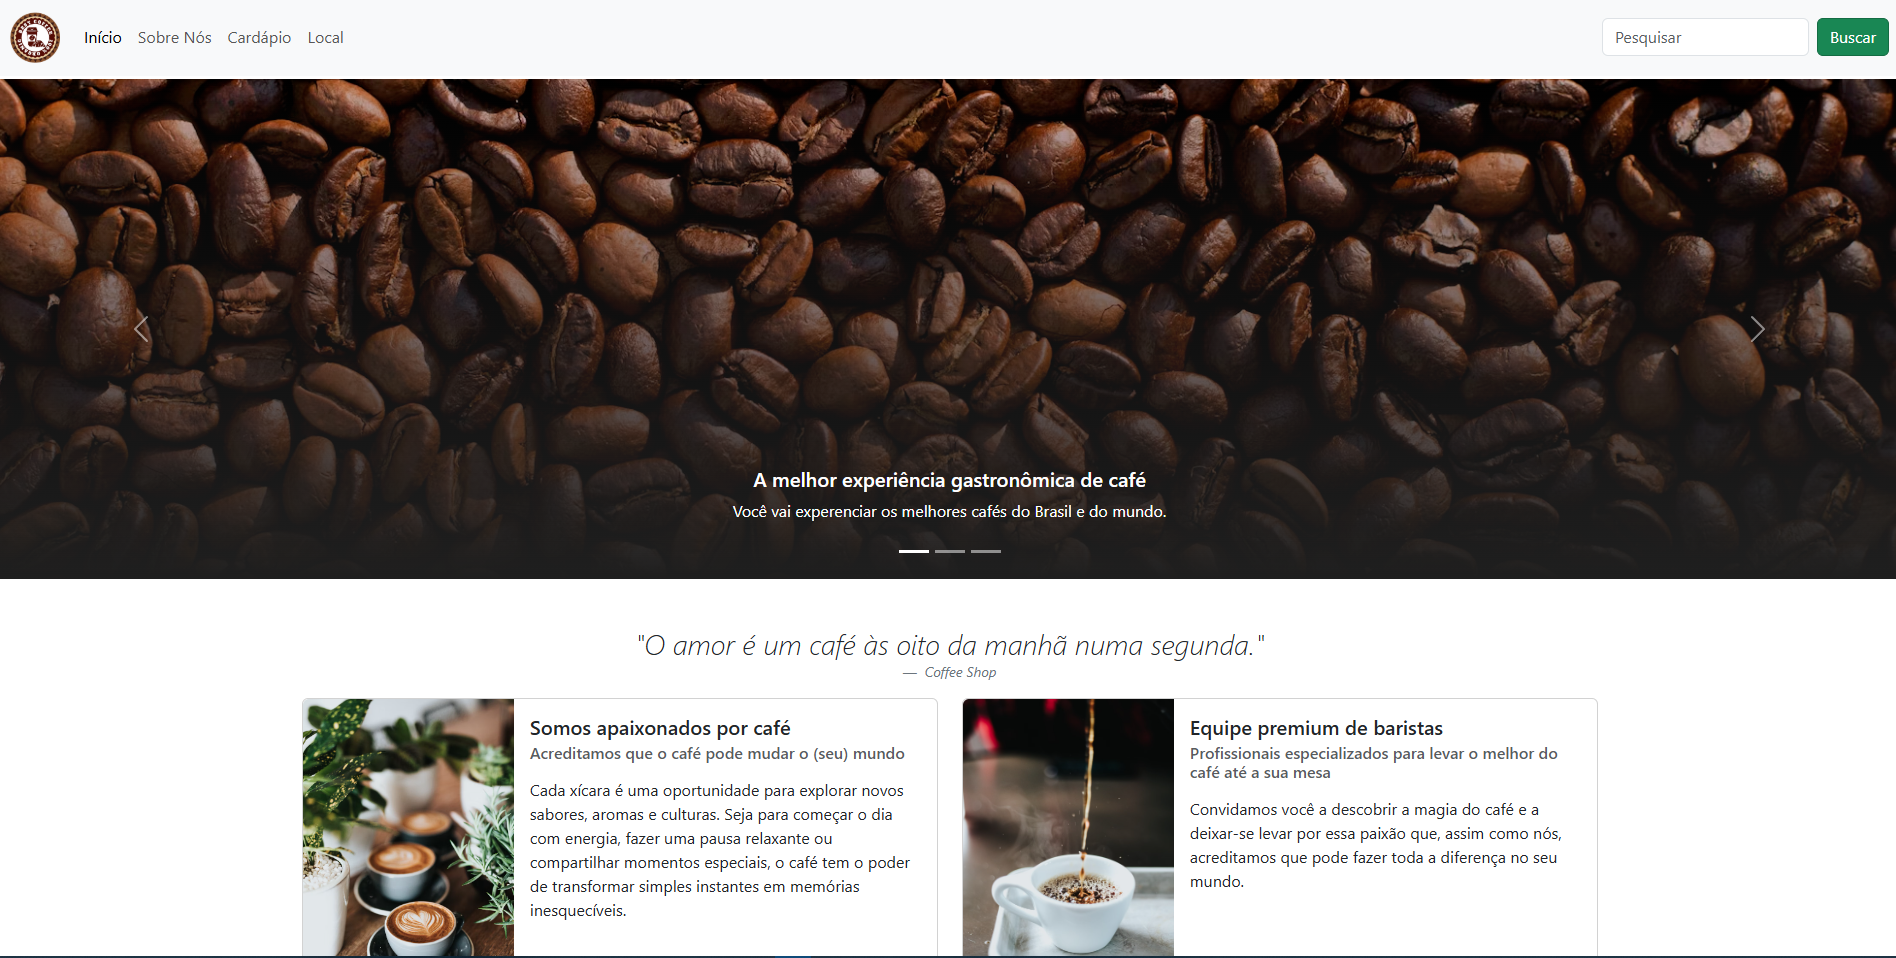 Início Sobre Nós Cardápio Local
Pesquisar
Buscar
A melhor experiência gastronômica de café
Você vai experenciar os melhores cafés do Brasil e do mundo.
"O amor é um café às oito da manhã numa segunda."
— Coffee Shop
Somos apaixonados por café
Acreditamos que o café pode mudar o (seu) mundo
Cada xícara é uma oportunidade para explorar novos
sabores, aromas e culturas. Seja para começar o dia
com energia, fazer uma pausa relaxante ou
compartilhar momentos especiais, o café tem o poder
de transformar simples instantes em memórias
inesquecíveis.
Equipe premium de baristas
Profissionais especializados para levar o melhor do
café até a sua mesa
Convidamos você a descobrir a magia do café e a
deixar-se levar por essa paixão que, assim como nós,
acreditamos que pode fazer toda a diferença no seu
mundo.